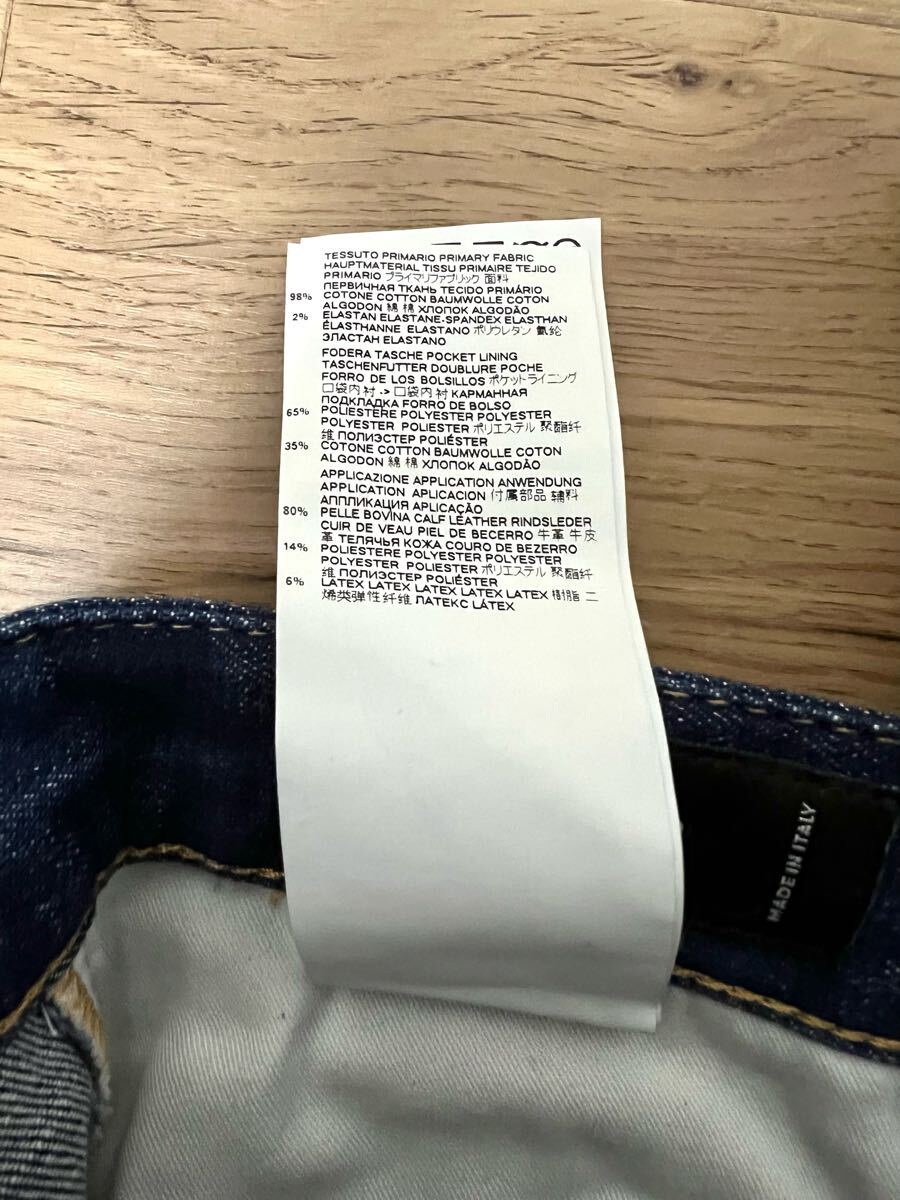 TESSUTO PRIMARIO PRIMARY FABRIC
HAUPTMATERIAL TISSU PRIMAIRE TEJIDO
PRIMARIO プライマリファブリック 面料
ПЕРВИЧНАЯ ТКАНЬ TECIDO PRIMÁRIO
98% COTONE COTTON BAUMWOLLE COTON
ALGODON 綿 棉 ХЛОПОК ALGODÃO
2% ELASTAN ELASTANE-SPANDEX ELASTHAN
ÉLASTHANNE ELASTANO ポリウレタン 氨纶
ЭЛАСТАН ELASTANO
FODERA TASCHE POCKET LINING
TASCHENFUTTER DOUBLURE POCHE
FORRO DE LOS BOLSILLOS ポケットライニング
口袋内衬 -> 口袋内衬 КАРМАННАЯ
ПОДКЛАДКА FORRO DE BOLSO
65% POLIESTERE POLYESTER POLYESTER
POLYESTER POLIESTER ポリエステル 聚酯纤
维 ПОЛИЭСТЕР POLIÉSTER
35% COTONE COTTON BAUMWOLLE COTON
ALGODON 綿 棉 ХЛОПОК ALGODÃO
APPLICAZIONE APPLICATION ANWENDUNG
APPLICATION APLICACION 付属部品 辅料
АППЛИКАЦИЯ APLICAÇÃO
80% PELLE BOVINA CALF LEATHER RINDSLEDER
CUIR DE VEAU PIEL DE BECERRO 牛革 牛皮
革 ТЕЛЯЧЬЯ КОЖА COURO DE BEZERRO
14% POLIESTERE POLYESTER POLYESTER
POLYESTER POLIESTER ポリエステル 聚酯纤
维 ПОЛИЭСТЕР POLIÉSTER
6% LATEX LATEX LATEX LATEX LATEX 樹脂 二
烯类弹性纤维 ЛАТЕКС LÁTEX
MADE IN ITALY